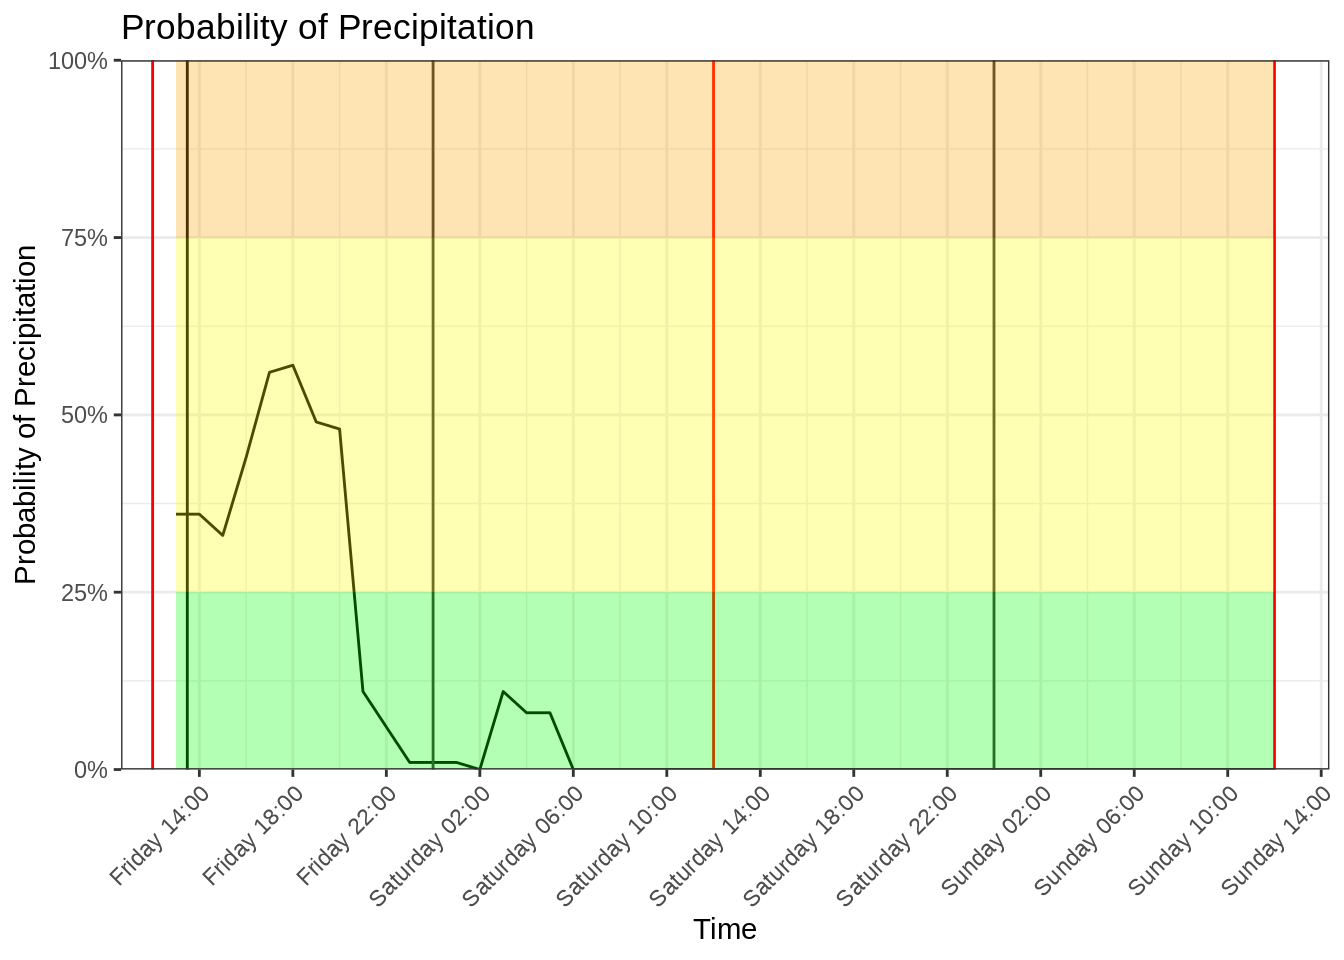 Probability of Precipitation
Probability of Precipitation
100%
75%
50%
25%
0%
Friday 14:00
Friday 18:00
Friday 22:00
Saturday 02:00
Saturday 06:00
Saturday 10:00
Saturday 14:00
Saturday 18:00
Saturday 22:00
Sunday 02:00
Sunday 06:00
Sunday 10:00
Sunday 14:00
Time